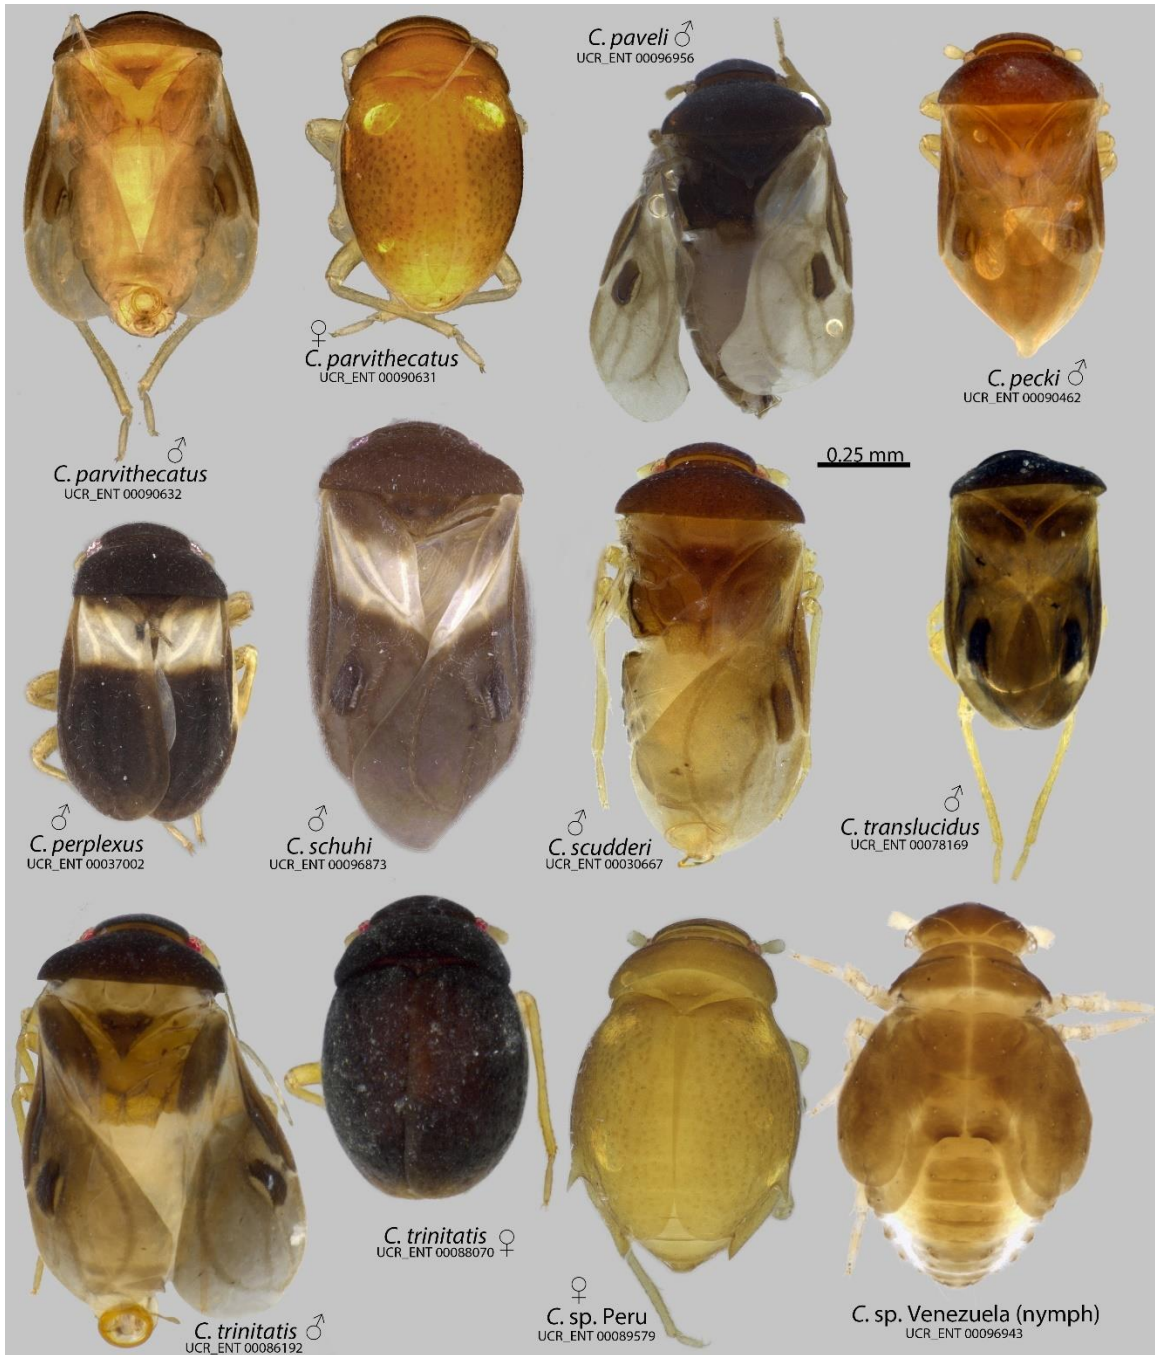 C. paveli ♂
UCR_ENT 00096956
♀
C. parvithecatus
UCR_ENT 00090631
C. pecki ♂
UCR_ENT 00090462
♂
C. parvithecatus
UCR_ENT 00090632
0.25 mm
♂
C. perplexus
UCR_ENT 00037002
♂
C. schuhi
UCR_ENT 00096873
♂
C. scudderi
UCR_ENT 00030667
♂
C. translucidus
UCR_ENT 00078169
C. trinitatis ♂
UCR_ENT 00086192
C. trinitatis ♀
UCR_ENT 00088070
♀
C. sp. Peru
UCR_ENT 00089579
C. sp. Venezuela (nymph)
UCR_ENT 00096943